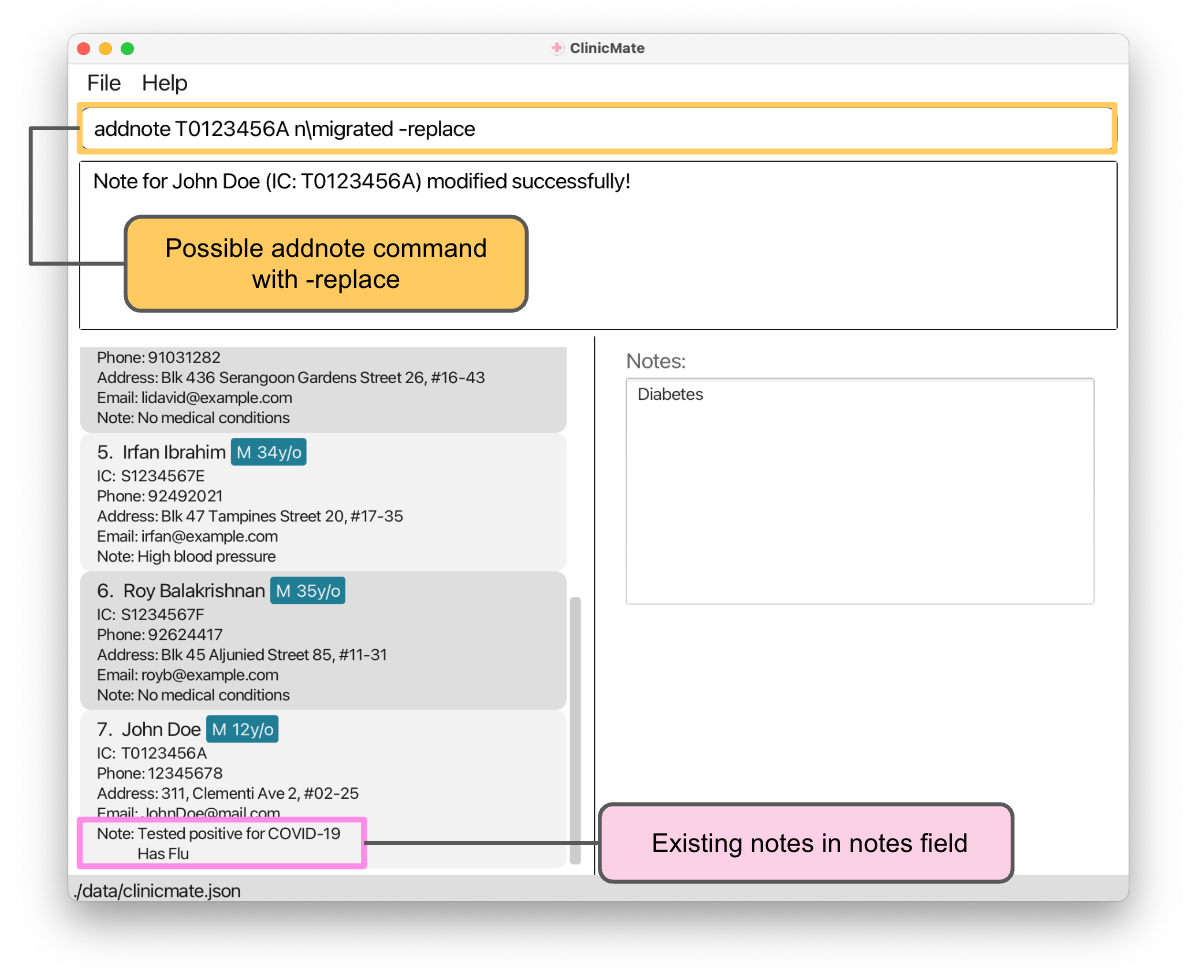 ClinicMate
File Help
addnote T0123456A n\migrated -replace
Note for John Doe (IC: T0123456A) modified successfully!
Possible addnote command
with -replace
Phone: 91031282
Address: Blk 436 Serangoon Gardens Street 26, #16-43
Email: lidavid@example.com
Note: No medical conditions
5. Irfan Ibrahim M 34y/o
IC: S1234567E
Phone: 92492021
Address: Blk 47 Tampines Street 20, #17-35
Email: irfan@example.com
Note: High blood pressure
6. Roy Balakrishnan M 35y/o
IC: S1234567F
Phone: 92624417
Address: Blk 45 Aljunied Street 85, #11-31
Email: royb@example.com
Note: No medical conditions
7. John Doe M 12y/o
IC: T0123456A
Phone: 12345678
Address: 311, Clementi Ave 2, #02-25
Email: JohnDoe@mail.com
Note: Tested positive for COVID-19
Has Flu
Notes:
Diabetes
Existing notes in notes field
./data/clinicmate.json